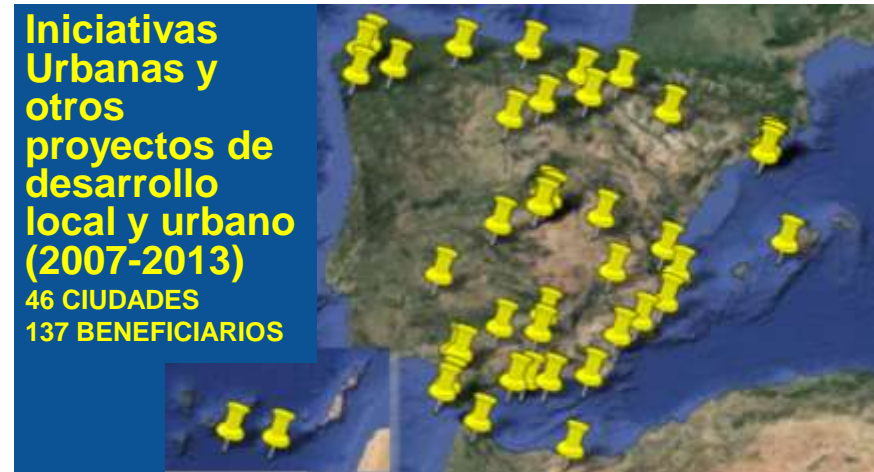 Iniciativas
Urbanas y
otros
proyectos de
desarrollo
local y urbano
(2007-2013)
46 CIUDADES
137 BENEFICIARIOS